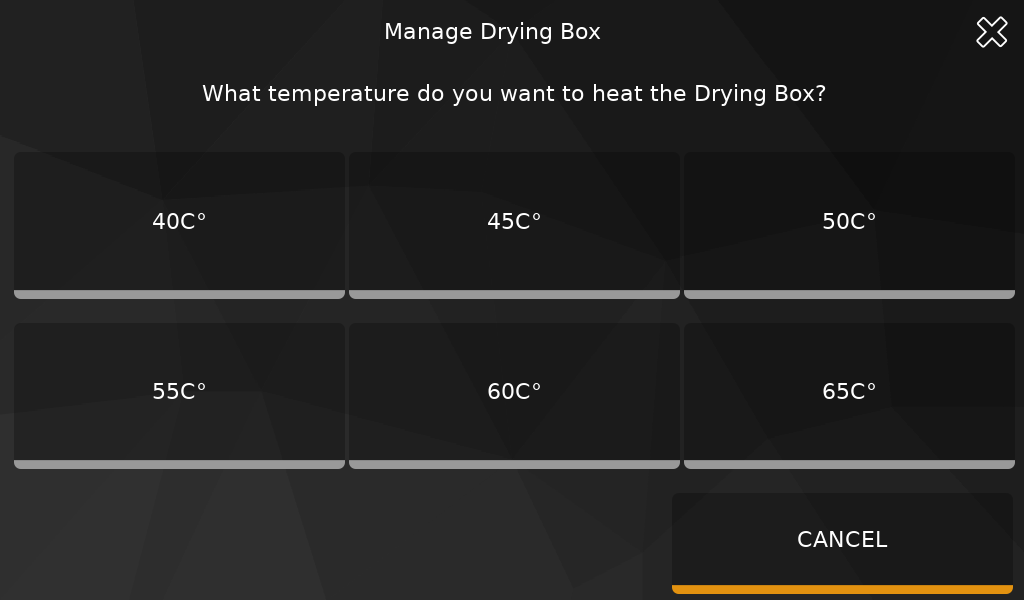 Manage Drying Box
What temperature do you want to heat the Drying Box?
40C°
45C°
50C°
55C°
60C°
65C°
CANCEL